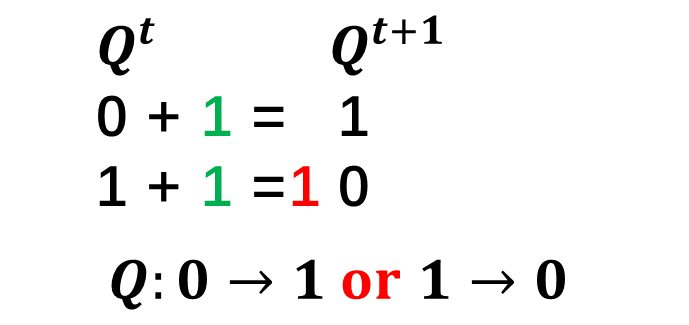 Qᵗ Qᵗ⁺¹
0 + 1 = 1
1 + 1 =1 0
Q: 0 → 1 or 1 → 0